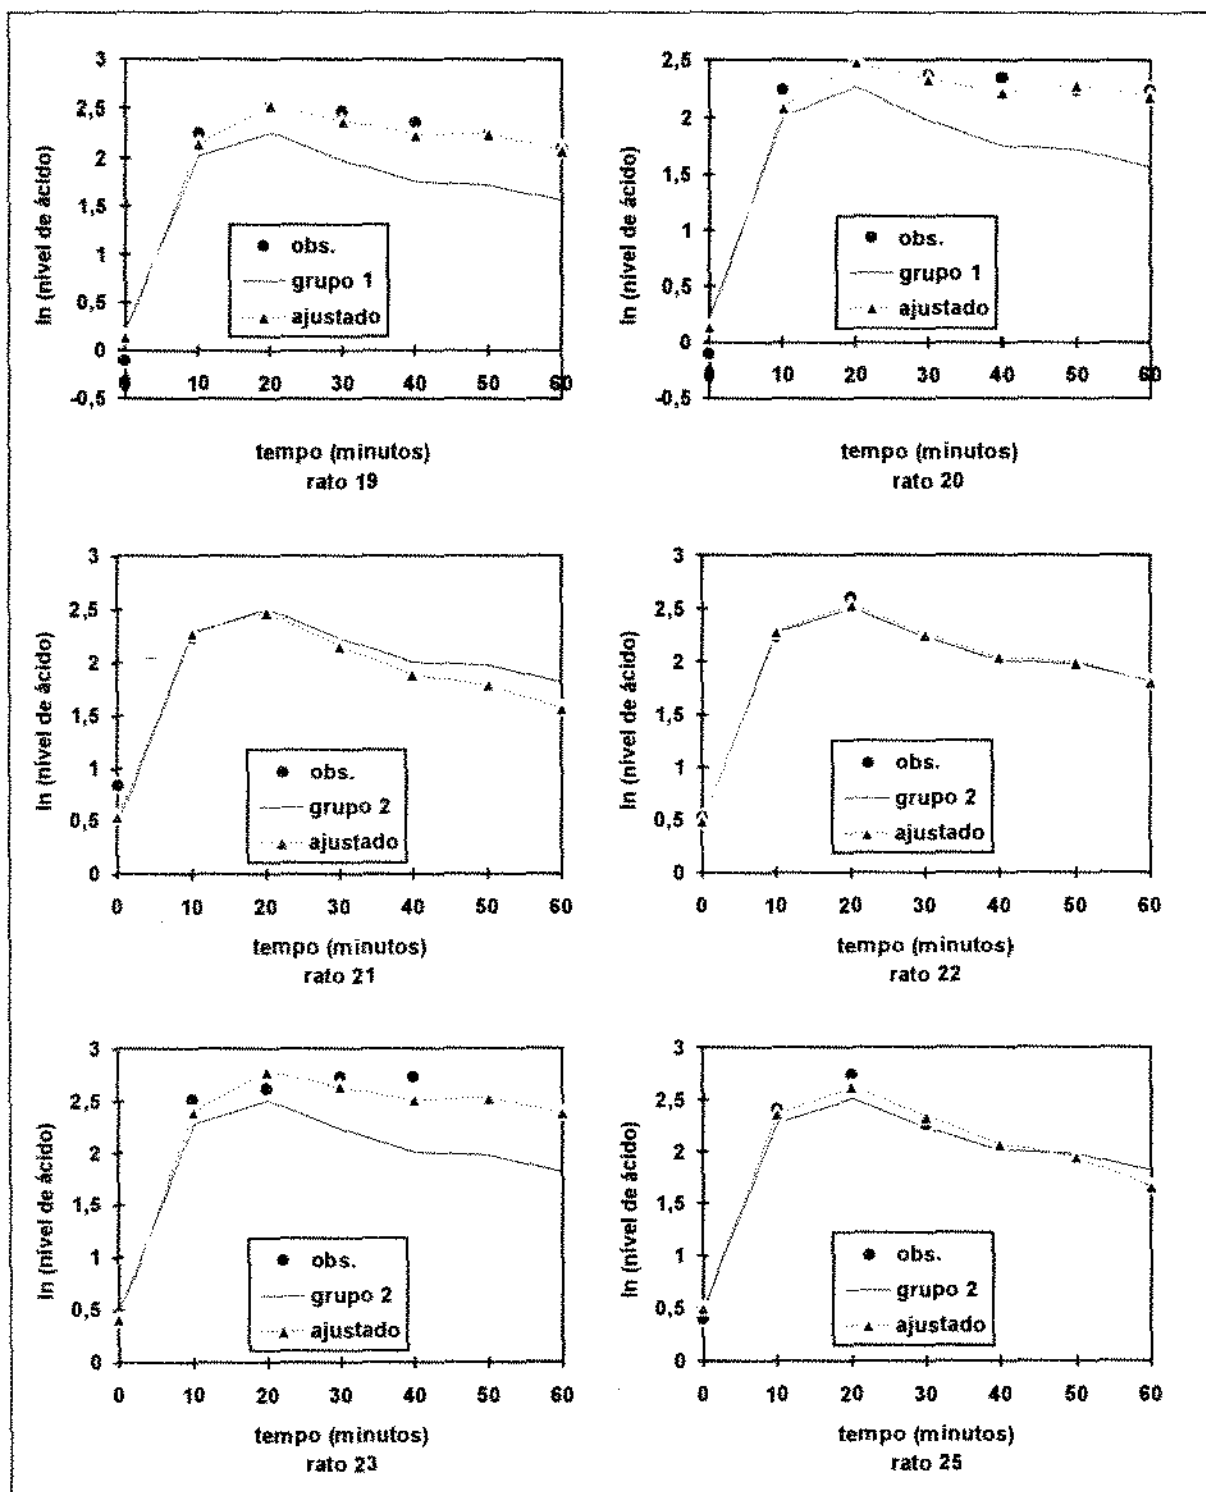 3
2,5
2
1,5
1
0,5
0
-0,5
ln (nível de ácido)
obs.
grupo 1
ajustado
10 20 30 40 50 60
tempo (minutos)
rato 19
2,5
2
1,5
1
0,5
0
-0,5
ln (nível de ácido)
obs.
grupo 1
ajustado
10 20 30 40 50 60
tempo (minutos)
rato 20
3
2,5
2
1,5
1
0,5
0
ln (nível de ácido)
obs.
grupo 2
ajustado
0 10 20 30 40 50 60
tempo (minutos)
rato 21
3
2,5
2
1,5
1
0,5
0
ln (nível de ácido)
obs.
grupo 2
ajustado
0 10 20 30 40 50 60
tempo (minutos)
rato 22
3
2,5
2
1,5
1
0,5
0
ln (nível de ácido)
obs.
grupo 2
ajustado
0 10 20 30 40 50 60
tempo (minutos)
rato 23
3
2,5
2
1,5
1
0,5
0
ln (nível de ácido)
obs.
grupo 2
ajustado
0 10 20 30 40 50 60
tempo (minutos)
rato 25